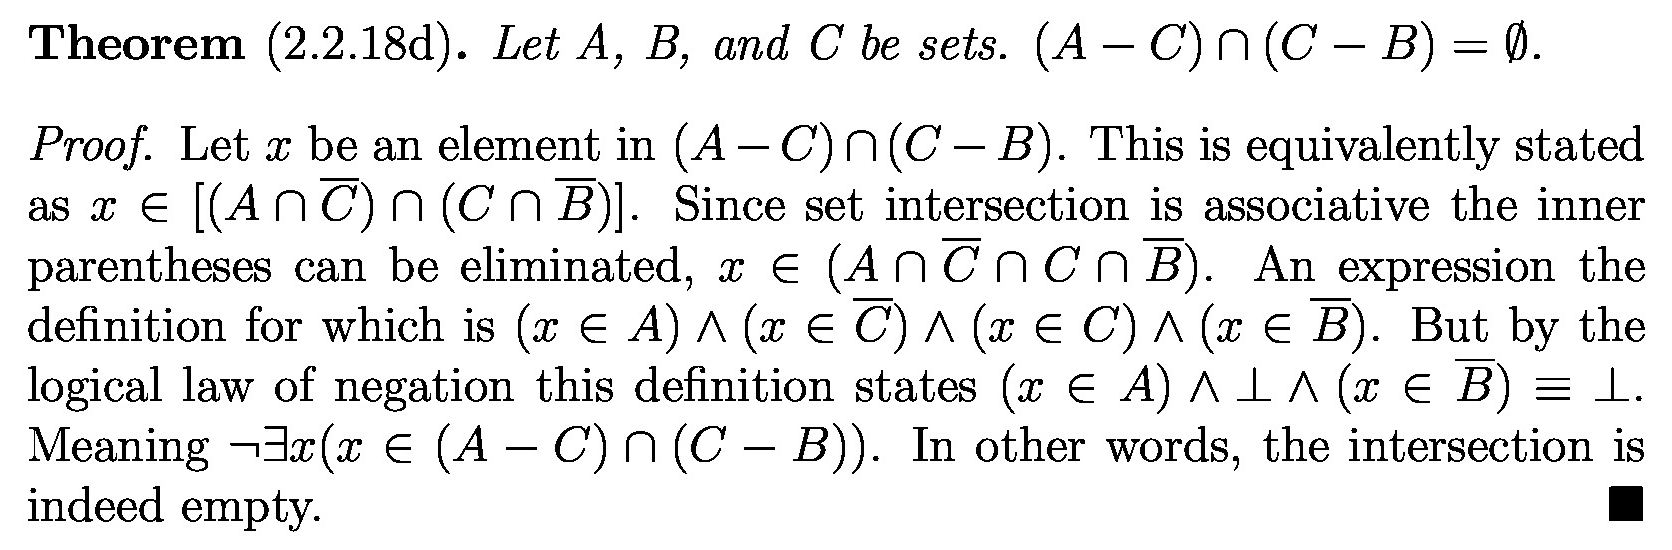 Theorem (2.2.18d). Let A, B, and C be sets. (A − C) ∩ (C − B) = ∅.
Proof. Let x be an element in (A − C) ∩ (C − B). This is equivalently stated
as x ∈ [(A ∩ C̅) ∩ (C ∩ B̅)]. Since set intersection is associative the inner
parentheses can be eliminated, x ∈ (A ∩ C̅ ∩ C ∩ B̅). An expression the
definition for which is (x ∈ A) ∧ (x ∈ C̅) ∧ (x ∈ C) ∧ (x ∈ B̅). But by the
logical law of negation this definition states (x ∈ A) ∧ ⊥ ∧ (x ∈ B̅) ≡ ⊥.
Meaning ¬∃x(x ∈ (A − C) ∩ (C − B)). In other words, the intersection is
indeed empty. ■